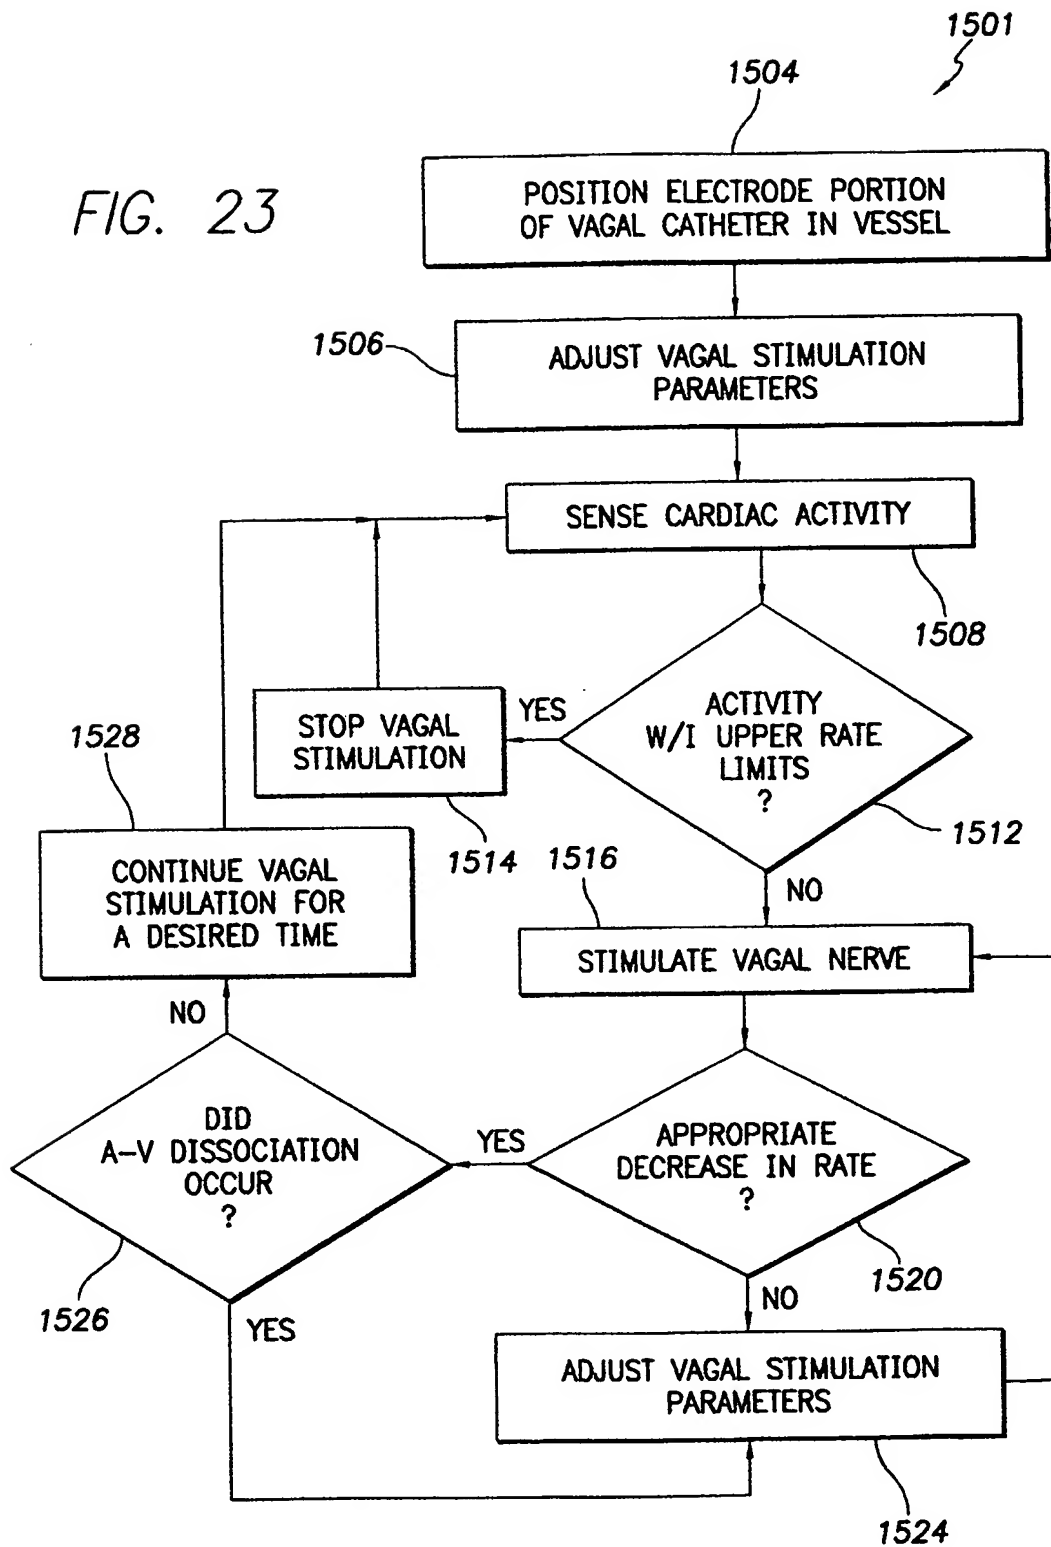 1501
1504
FIG. 23
POSITION ELECTRODE PORTION
OF VAGAL CATHETER IN VESSEL
1506
ADJUST VAGAL STIMULATION
PARAMETERS
SENSE CARDIAC ACTIVITY
1508
ACTIVITY
W/I UPPER RATE
LIMITS
?
1512
YES
STOP VAGAL
STIMULATION
1514
1528
CONTINUE VAGAL
STIMULATION FOR
A DESIRED TIME
1516
NO
STIMULATE VAGAL NERVE
NO
DID
A-V DISSOCIATION
OCCUR
?
1526
YES
APPROPRIATE
DECREASE IN RATE
?
1520
YES
NO
ADJUST VAGAL STIMULATION
PARAMETERS
1524